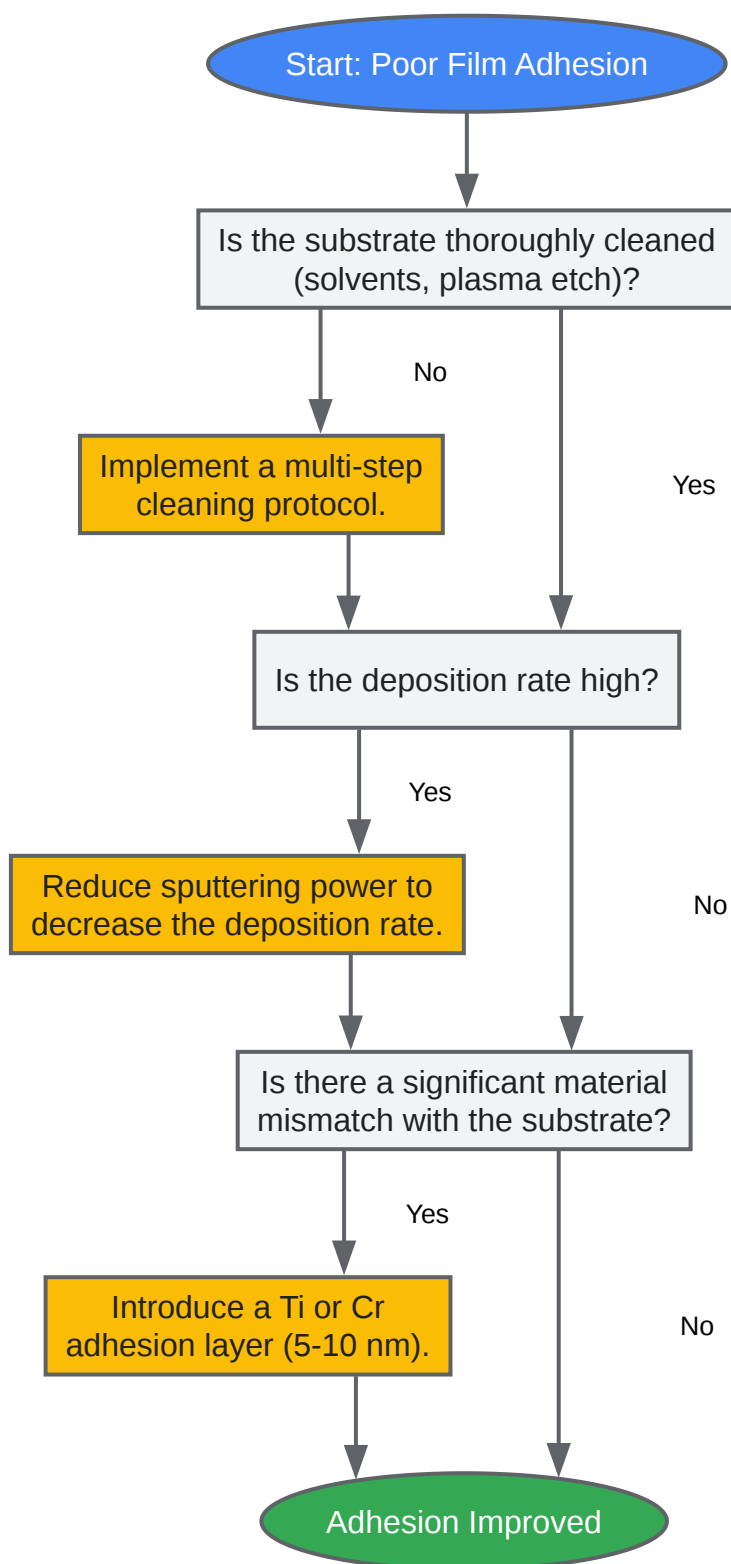 Start: Poor Film Adhesion
Is the substrate thoroughly cleaned
(solvents, plasma etch)?
No
Implement a multi-step
cleaning protocol.
Yes
Is the deposition rate high?
Yes
Reduce sputtering power to
decrease the deposition rate.
No
Is there a significant material
mismatch with the substrate?
Yes
Introduce a Ti or Cr
adhesion layer (5-10 nm).
No
Adhesion Improved